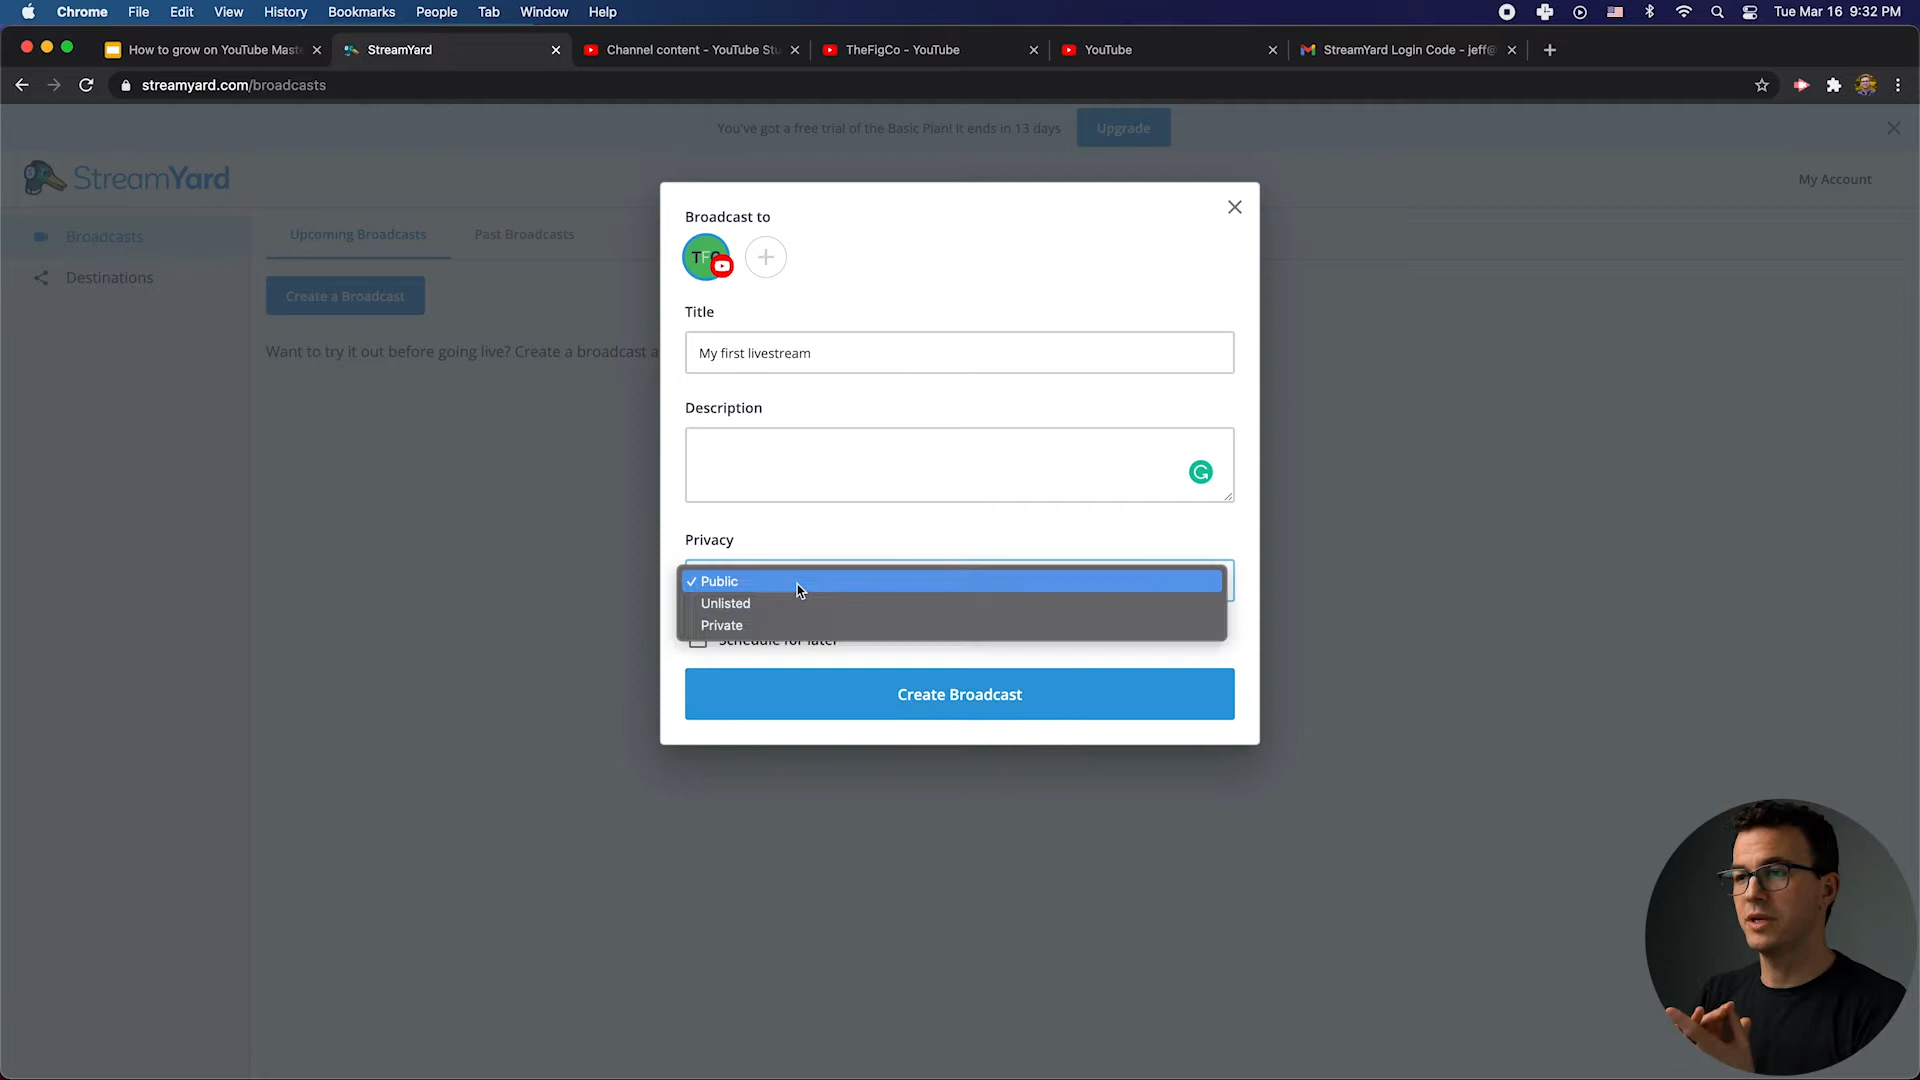 Chrome File Edit View History Bookmarks People Tab Window Help
Tue Mar 16 9:32 PM
How to grow on YouTube Mast
StreamYard
Channel content - YouTube Stu
TheFigCo - YouTube
YouTube
StreamYard Login Code - jeff@
streamyard.com/broadcasts
You've got a free trial of the Basic Plan! It ends in 13 days
Upgrade
StreamYard
My Account
Broadcasts
Destinations
Upcoming Broadcasts
Past Broadcasts
Create a Broadcast
Want to try it out before going live? Create a broadcast a
Broadcast to
TFC
Title
My first livestream
Description
Privacy
Public
Unlisted
Private
Schedule for later
Create Broadcast